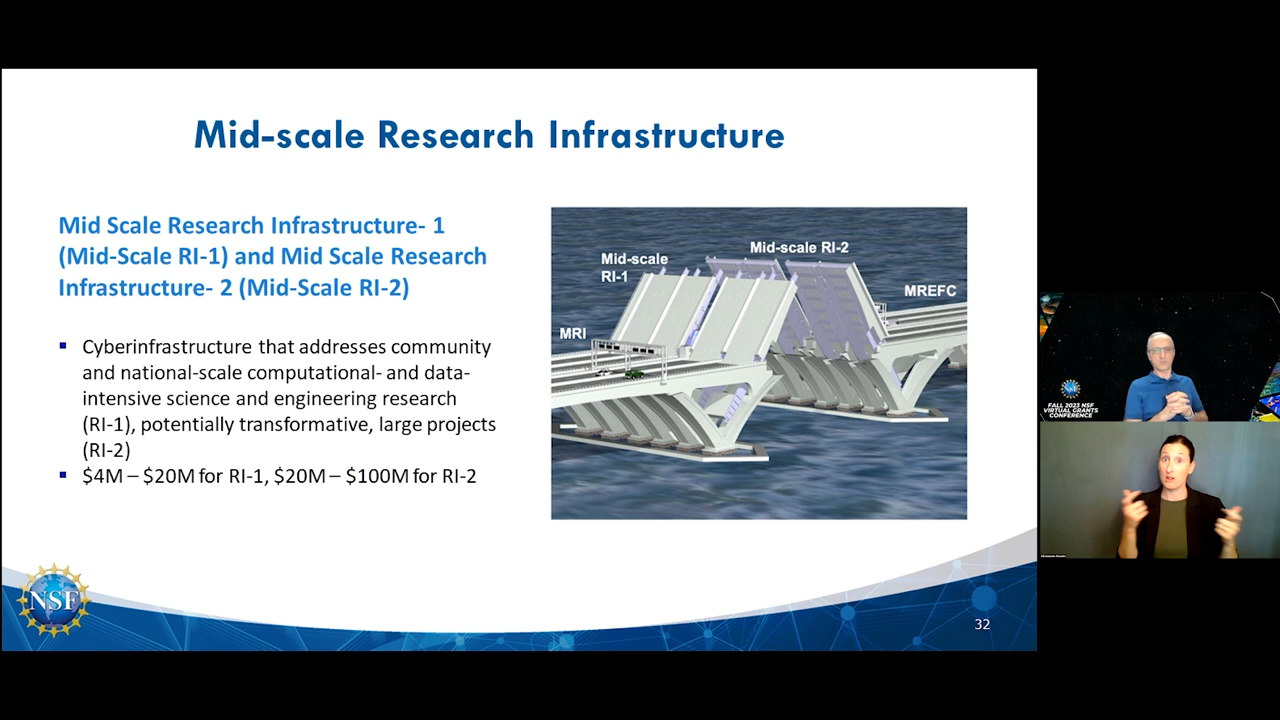 Mid-scale Research Infrastructure
Mid Scale Research Infrastructure- 1
(Mid-Scale RI-1) and Mid Scale Research
Infrastructure- 2 (Mid-Scale RI-2)
▪ Cyberinfrastructure that addresses community
and national-scale computational- and data-
intensive science and engineering research
(RI-1), potentially transformative, large projects
(RI-2)
▪ $4M – $20M for RI-1, $20M – $100M for RI-2
Mid-scale RI-2
Mid-scale
RI-1
MREFC
MRI
NSF
32
FALL 2023 NSF
VIRTUAL GRANTS
CONFERENCE